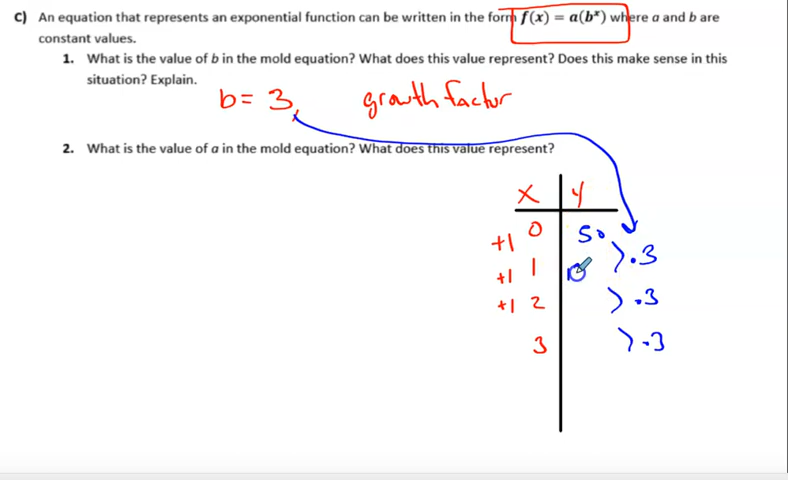 C) An equation that represents an exponential function can be written in the form f(x) = a(bˣ) where a and b are
constant values.
1. What is the value of b in the mold equation? What does this value represent? Does this make sense in this
situation? Explain.
b = 3, growth factor
2. What is the value of a in the mold equation? What does this value represent?
X Y
0 50
+1 ·3
1
+1 ·3
+1 2
·3
3